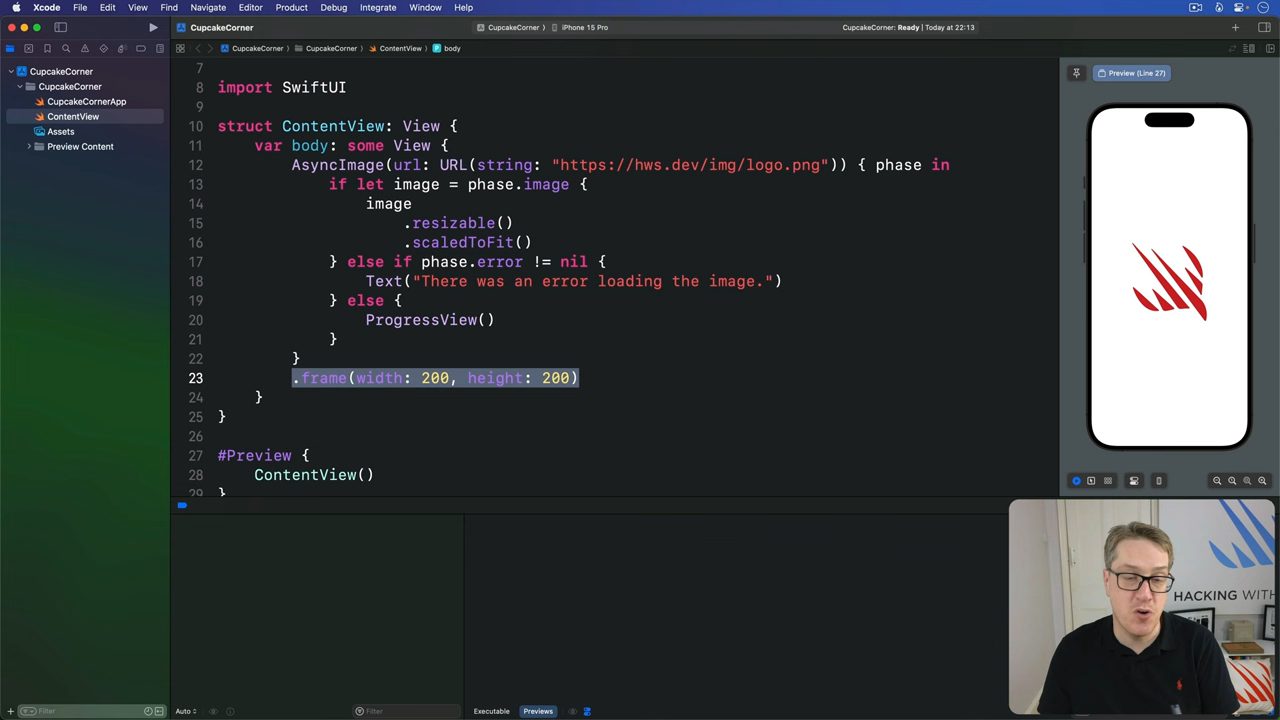 Xcode File Edit View Find Navigate Editor Product Debug Integrate Window Help
CupcakeCorner
CupcakeCorner
iPhone 15 Pro
CupcakeCorner: Ready | Today at 22:13
CupcakeCorner
CupcakeCorner
ContentView
body
CupcakeCorner
CupcakeCorner
CupcakeCornerApp
ContentView
Assets
Preview Content
7
8 import SwiftUI
9
10 struct ContentView: View {
11 var body: some View {
12 AsyncImage(url: URL(string: "https://hws.dev/img/logo.png")) { phase in
13 if let image = phase.image {
14 image
15 .resizable()
16 .scaledToFit()
17 } else if phase.error != nil {
18 Text("There was an error loading the image.")
19 } else {
20 ProgressView()
21 }
22 }
23 .frame(width: 200, height: 200)
24 }
25 }
26
27 #Preview {
28 ContentView()
29 }
Preview (Line 27)
HACKING WITH
Filter
Auto
Filter
Executable
Previews